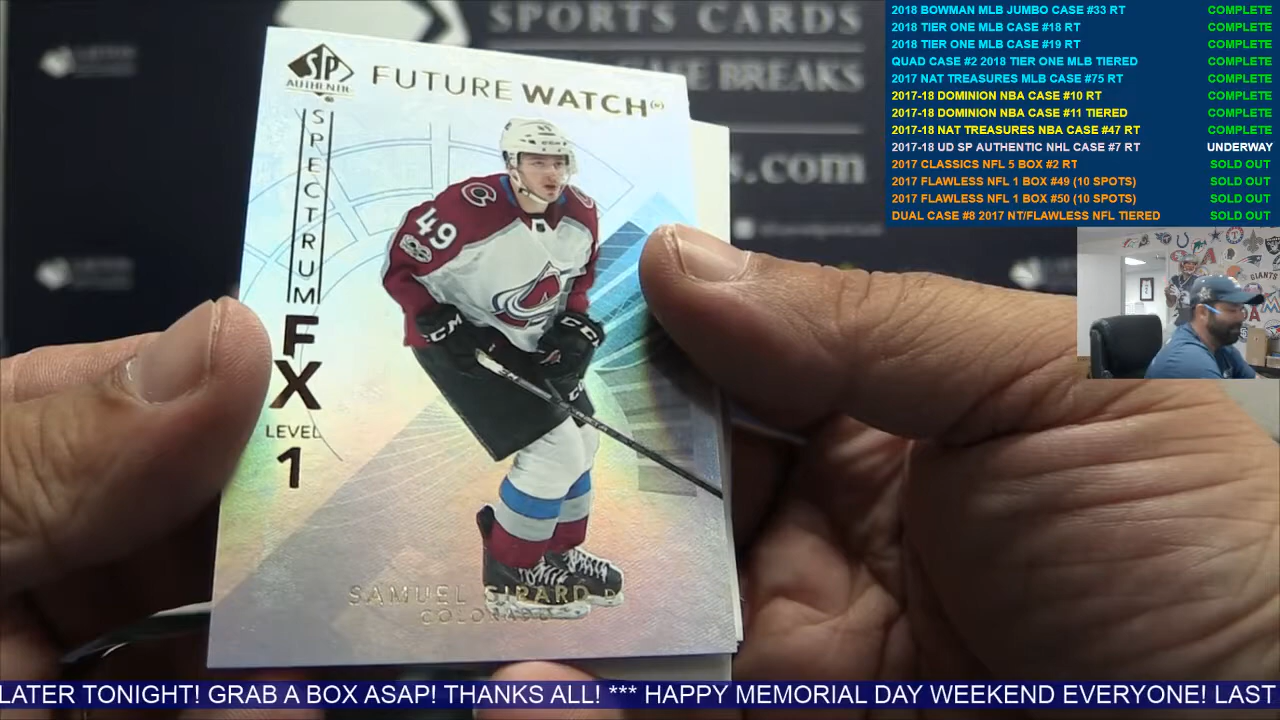 SPORTS CARDS
CASE BREAKS
s.com
2018 BOWMAN MLB JUMBO CASE #33 RT COMPLETE
2018 TIER ONE MLB CASE #18 RT COMPLETE
2018 TIER ONE MLB CASE #19 RT COMPLETE
QUAD CASE #2 2018 TIER ONE MLB TIERED COMPLETE
2017 NAT TREASURES MLB CASE #75 RT COMPLETE
2017-18 DOMINION NBA CASE #10 RT COMPLETE
2017-18 DOMINION NBA CASE #11 TIERED COMPLETE
2017-18 NAT TREASURES NBA CASE #47 RT COMPLETE
2017-18 UD SP AUTHENTIC NHL CASE #7 RT UNDERWAY
2017 CLASSICS NFL 5 BOX #2 RT SOLD OUT
2017 FLAWLESS NFL 1 BOX #49 (10 SPOTS) SOLD OUT
2017 FLAWLESS NFL 1 BOX #50 (10 SPOTS) SOLD OUT
DUAL CASE #8 2017 NT/FLAWLESS NFL TIERED SOLD OUT
SP
AUTHENTIC
FUTURE WATCH
SPECTRUM
FX
LEVEL
1
49
CCM
CCM
SAMUEL GIRARD D
COLORADO
GIANTS
LATER TONIGHT! GRAB A BOX ASAP! THANKS ALL! *** HAPPY MEMORIAL DAY WEEKEND EVERYONE! LAST